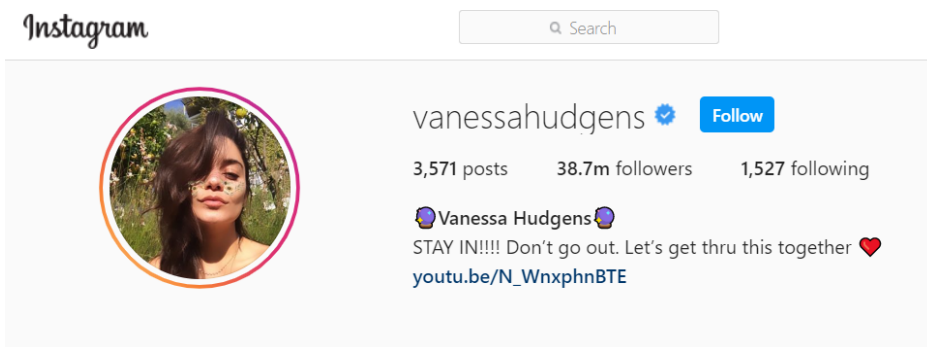 Instagram
Search
vanessahudgens
Follow
3,571 posts 38.7m followers 1,527 following
🔮Vanessa Hudgens🔮
STAY IN!!!! Don’t go out. Let’s get thru this together ❤️
youtu.be/N_WnxphnBTE